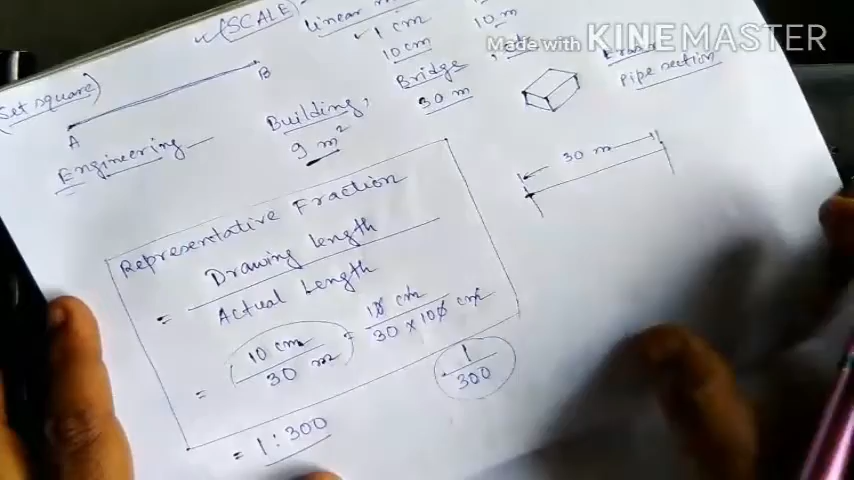 (SCALE)
linear
1 cm
10 cm
10 m
Made with KINEMASTER
Set square)
A
B
Engineering
Building,
9 m²
Bridge
30 m
Pipe section
30 m
Representative Fraction
= Drawing length
Actual Length
= 10 cm / 30 m = 10 cm / 30 × 100 cm
1 / 300
= 1:300